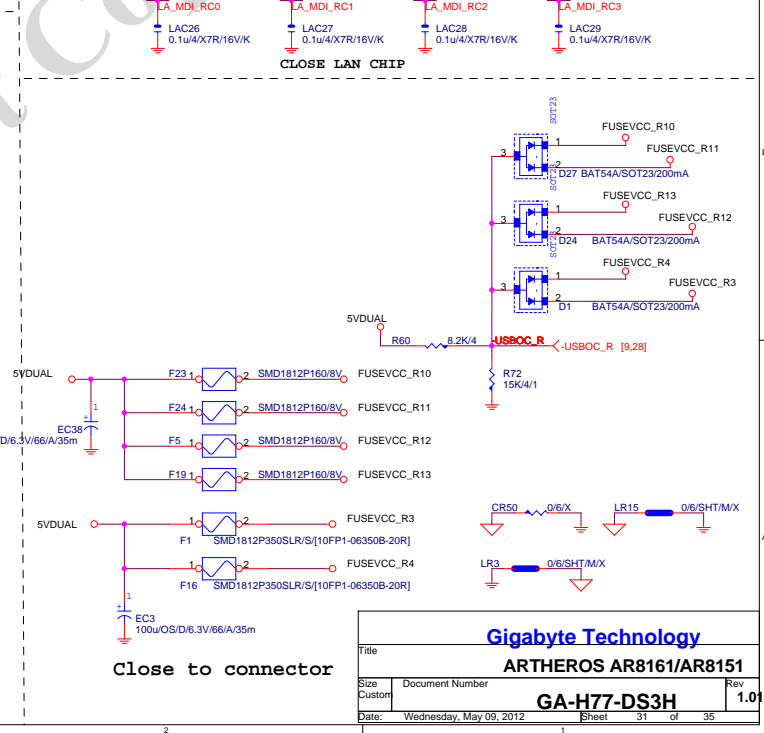 LA_MDI_RC0 LA_MDI_RC1 LA_MDI_RC2 LA_MDI_RC3
LAC26 LAC27 LAC28 LAC29
0.1u/4/X7R/16V/K 0.1u/4/X7R/16V/K 0.1u/4/X7R/16V/K 0.1u/4/X7R/16V/K
CLOSE LAN CHIP
SOT23
FUSEVCC_R10
1
3
FUSEVCC_R11
2
D27 BAT54A/SOT23/200mA
SOT23
FUSEVCC_R13
1
3
FUSEVCC_R12
2
D24 BAT54A/SOT23/200mA
SOT23
FUSEVCC_R4
1
3
FUSEVCC_R3
2
D1 BAT54A/SOT23/200mA
5VDUAL
R60 8.2K/4
-USBOC_R
-USBOC_R [9,28]
R72
15K/4/1
5VDUAL
F23 1 2 SMD1812P160/8V FUSEVCC_R10
F24 1 2 SMD1812P160/8V FUSEVCC_R11
1
+
EC38
D/6.3V/66/A/35m
F5 1 2 SMD1812P160/8V FUSEVCC_R12
F19 1 2 SMD1812P160/8V FUSEVCC_R13
5VDUAL
1 2 FUSEVCC_R3
F1 SMD1812P350SLR/S/[10FP1-06350B-20R]
1 2 FUSEVCC_R4
F16 SMD1812P350SLR/S/[10FP1-06350B-20R]
1
+
EC3
100u/OS/D/6.3V/66/A/35m
CR50 0/6/X
LR15 0/6/SHT/M/X
LR3 0/6/SHT/M/X
Close to connector
Gigabyte Technology
Title
ARTHEROS AR8161/AR8151
Size Document Number Rev
Custom GA-H77-DS3H 1.01
Date: Wednesday, May 09, 2012 Sheet 31 of 35
2 1